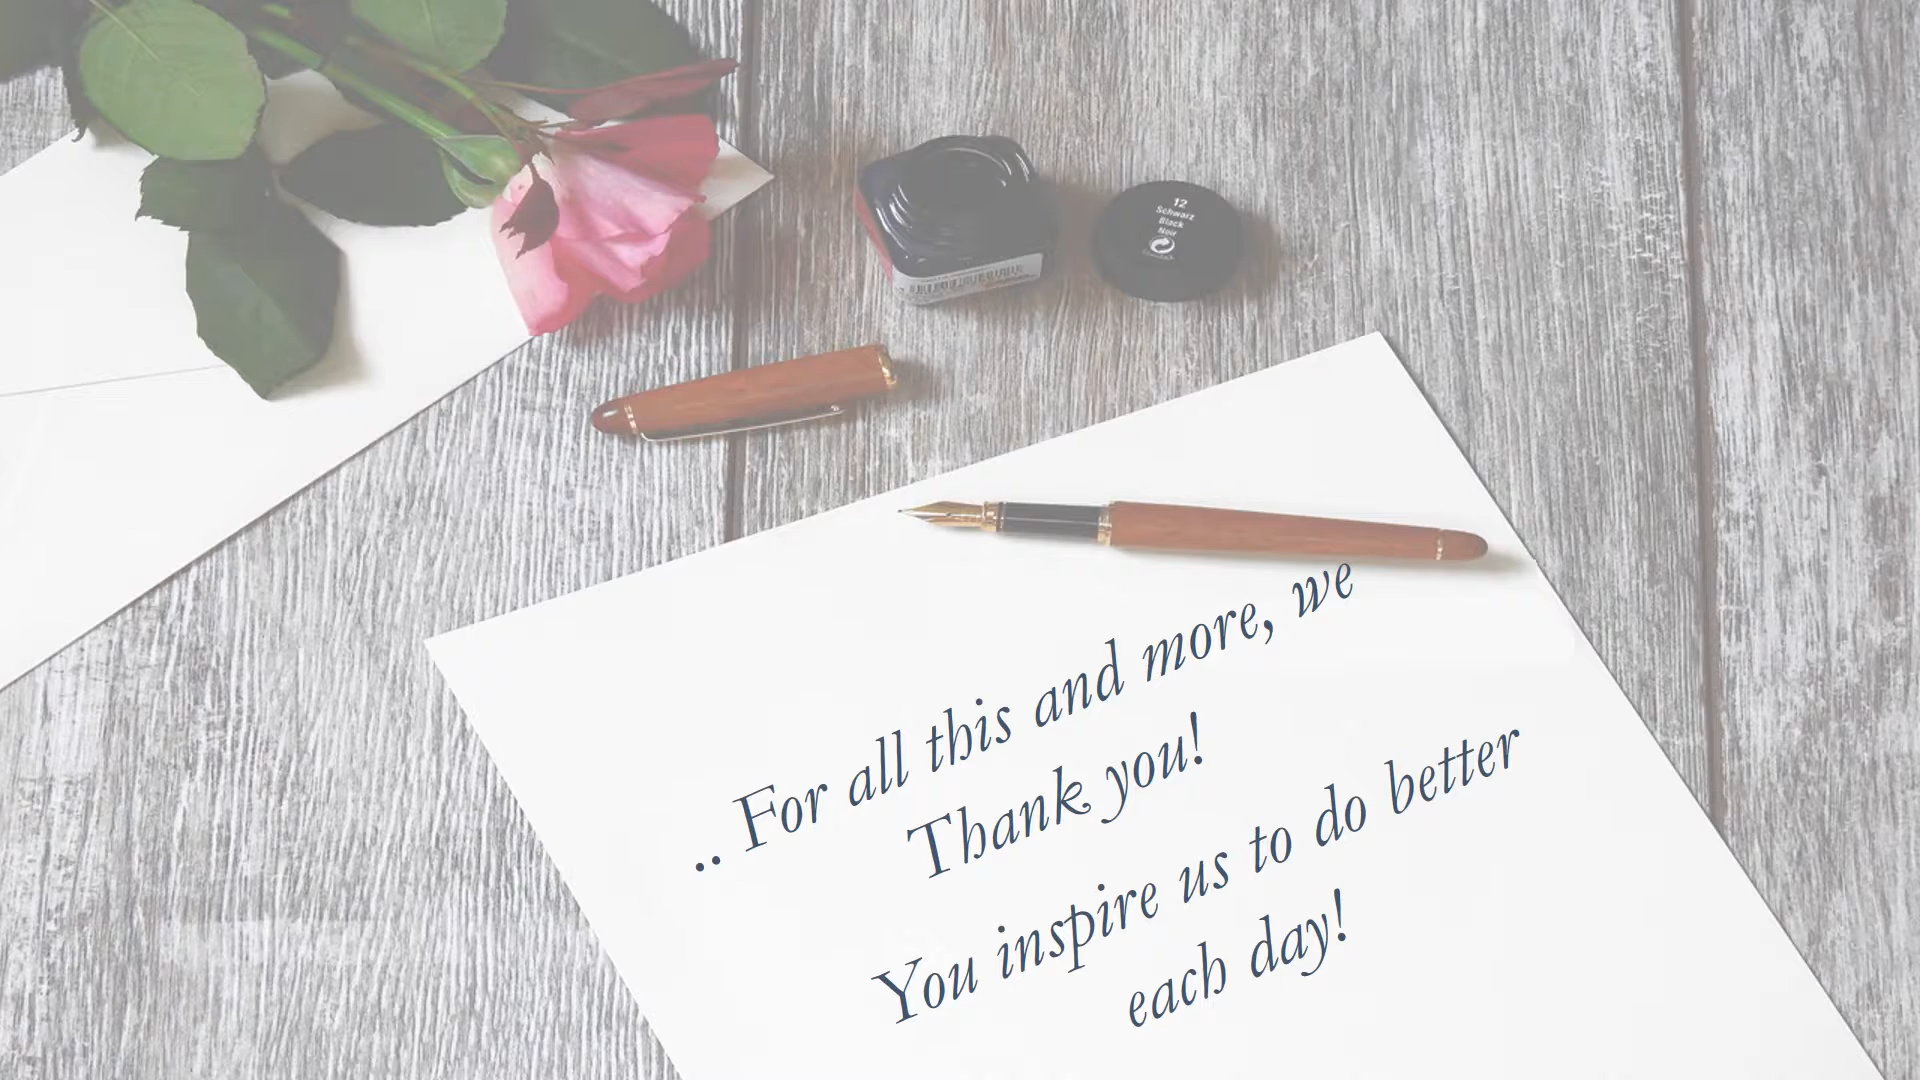 12
Schwarz
Black
Noir
.. For all this and more, we
Thank you!
You inspire us to do better
each day!